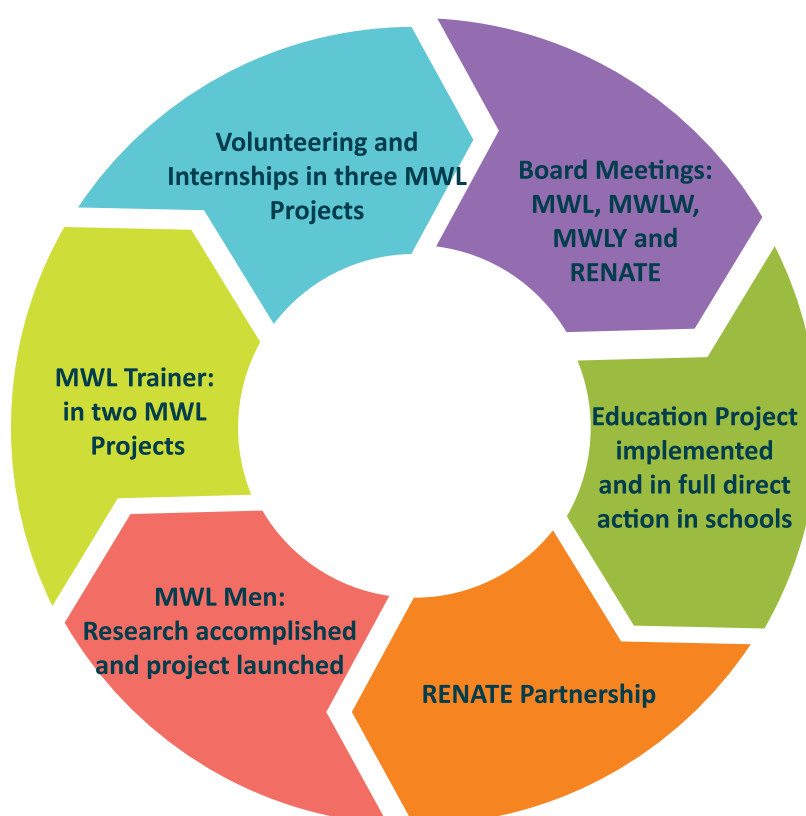 Volunteering and
Internships in three MWL
Projects
Board Meetings:
MWL, MWLW,
MWLY and
RENATE
Education Project
implemented
and in full direct
action in schools
RENATE Partnership
MWL Men:
Research accomplished
and project launched
MWL Trainer:
in two MWL
Projects